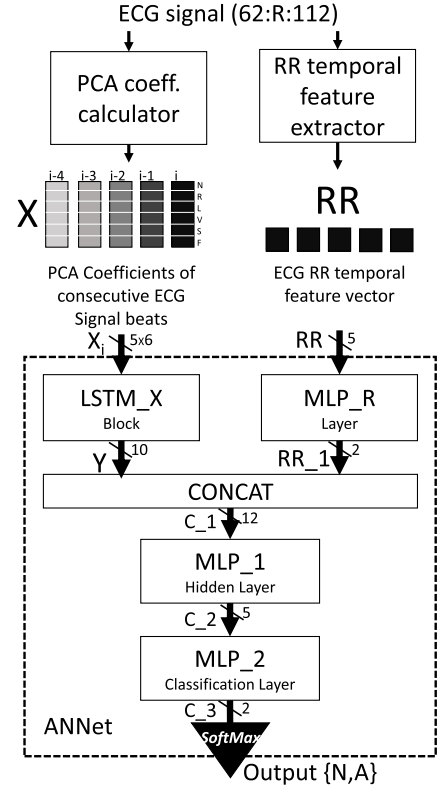 ECG signal (62:R:112)
PCA coeff.
calculator
RR temporal
feature
extractor
i-4 i-3 i-2 i-1 i
X
N
R
L
V
S
F
RR
PCA Coefficients of
consecutive ECG
Signal beats
ECG RR temporal
feature vector
Xi 5x6
RR 5
LSTM_X
Block
MLP_R
Layer
Y 10
RR_1 2
CONCAT
C_1 12
MLP_1
Hidden Layer
C_2 5
MLP_2
Classification Layer
C_3 2
ANNet
SoftMax
Output {N,A}